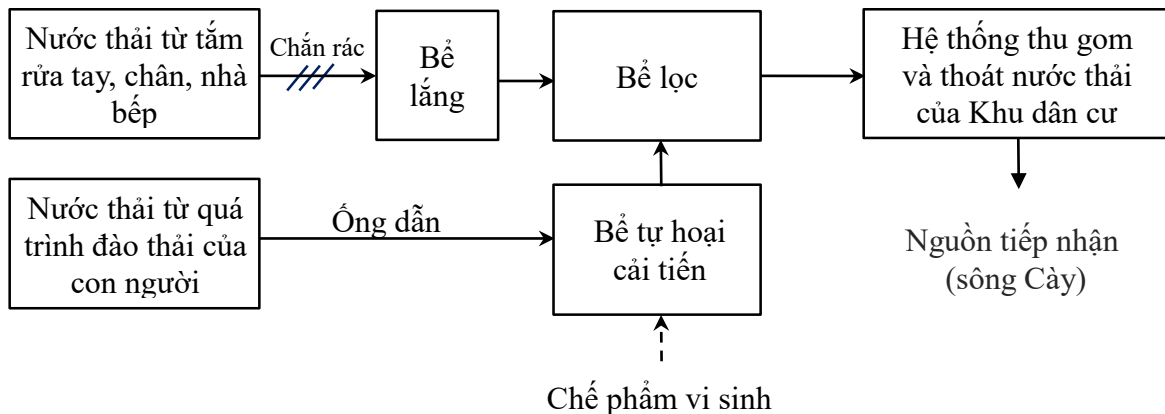 Nước thải từ tắm
rửa tay, chân, nhà
bếp
Chắn rác
Bể
lắng
Bể lọc
Hệ thống thu gom
và thoát nước thải
của Khu dân cư
Nước thải từ quá
trình đào thải của
con người
Ống dẫn
Bể tự hoại
cải tiến
Nguồn tiếp nhận
(sông Cày)
Chế phẩm vi sinh